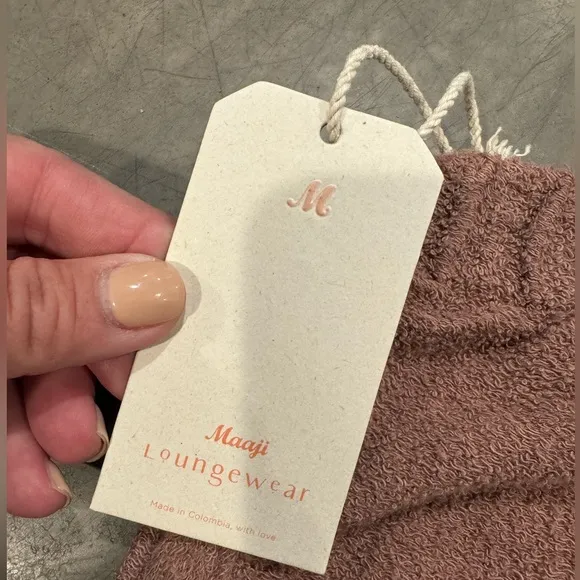 M
Maaji
Loungewear
Made in Colombia, with love